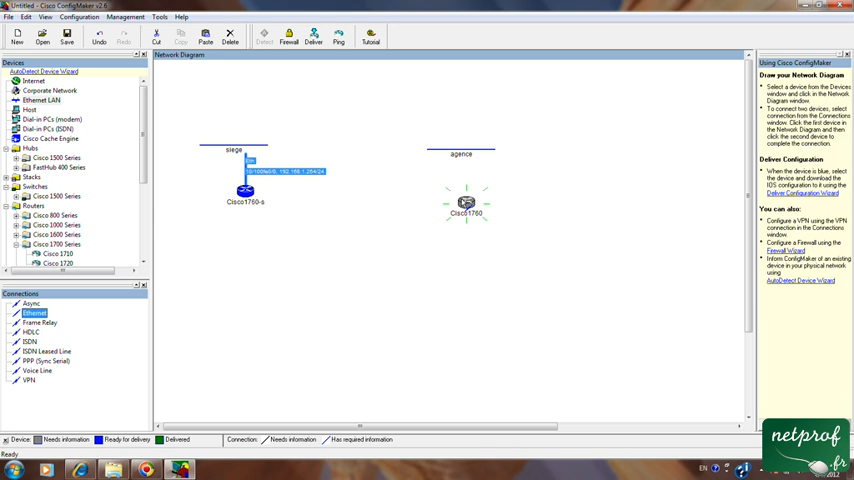 Untitled - Cisco ConfigMaker v2.6
File Edit View Configuration Management Tools Help
New Open Save Undo Redo Cut Copy Paste Delete Detect Firewall Deliver Ping Tutorial
Devices
AutoDetect Device Wizard
Internet
Corporate Network
Ethernet LAN
Host
Dial-in PCs (modem)
Dial-in PCs (ISDN)
Cisco Cache Engine
Hubs
Cisco 1500 Series
FastHub 400 Series
Stacks
Switches
Cisco 1500 Series
Routers
Cisco 800 Series
Cisco 1000 Series
Cisco 1600 Series
Cisco 1700 Series
Cisco 1710
Cisco 1720
Connections
Async
Ethernet
Frame Relay
HDLC
ISDN
ISDN Leased Line
PPP (Sync Serial)
Voice Line
VPN
Network Diagram
siege
10/100fe0/0, 192.168.1.254/24
Cisco1760-s
agence
Cisco1760
Using Cisco ConfigMaker
Draw your Network Diagram
Select a device from the Devices
window and click in the Network
Diagram window.
To connect two devices, select
connection from the Connections
window. Click the first device in
the Network Diagram and then
click the second device to
complete the connection.
Deliver Configuration
When the device is blue, select
the device and download the
IOS configuration to it using the
Deliver Configuration Wizard
You can also:
Configure a VPN using the VPN
connection in the Connections
window.
Configure a Firewall using the
Firewall Wizard
Inform ConfigMaker of an existing
device in your physical network
using
AutoDetect Device Wizard
Device: Needs information Ready for delivery Delivered Connection: Needs information Has required information
Ready
EN
netprof
.fr
2012